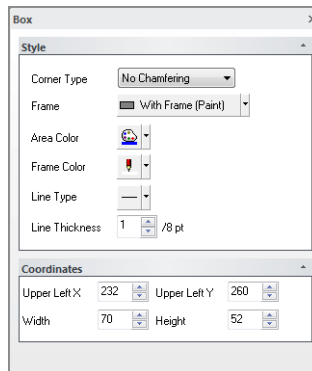 Box
Style
Corner Type No Chamfering
Frame With Frame (Paint)
Area Color
Frame Color
Line Type
Line Thickness 1 /8 pt
Coordinates
Upper Left X 232 Upper Left Y 260
Width 70 Height 52